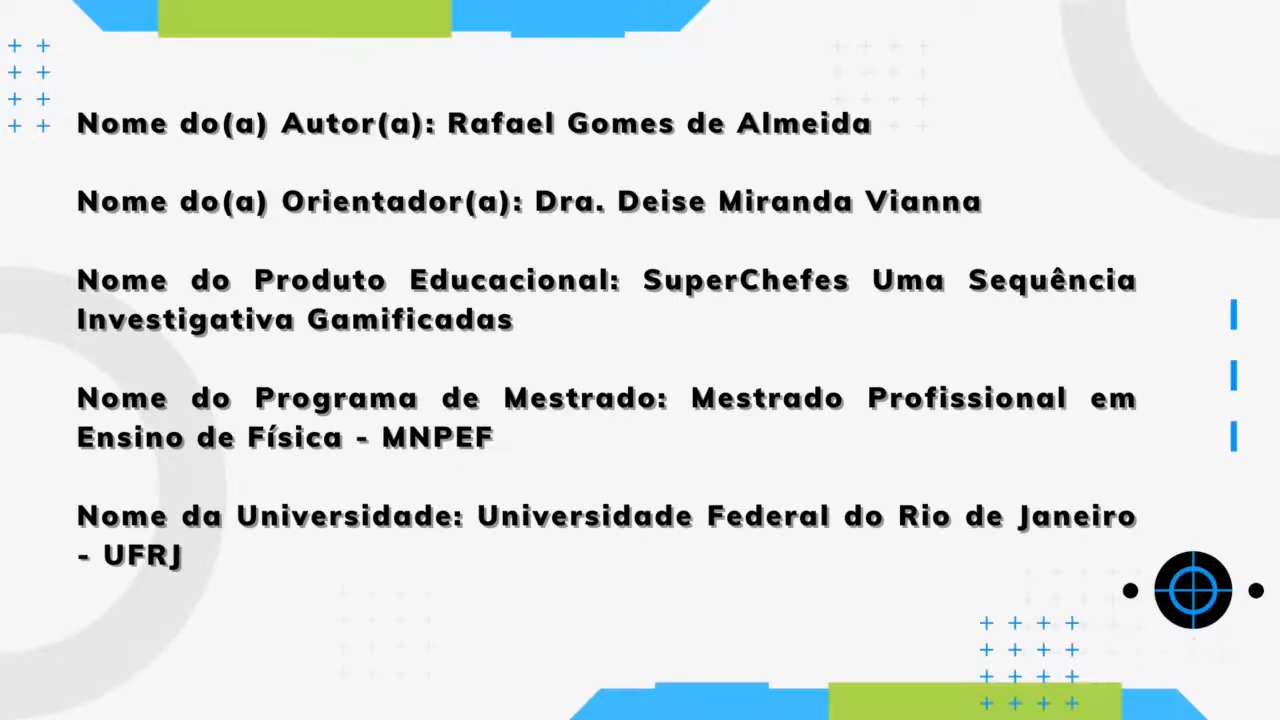 Nome do(a) Autor(a): Rafael Gomes de Almeida
Nome do(a) Orientador(a): Dra. Deise Miranda Vianna
Nome do Produto Educacional: SuperChefes Uma Sequência
Investigativa Gamificadas
Nome do Programa de Mestrado: Mestrado Profissional em
Ensino de Física - MNPEF
Nome da Universidade: Universidade Federal do Rio de Janeiro
- UFRJ